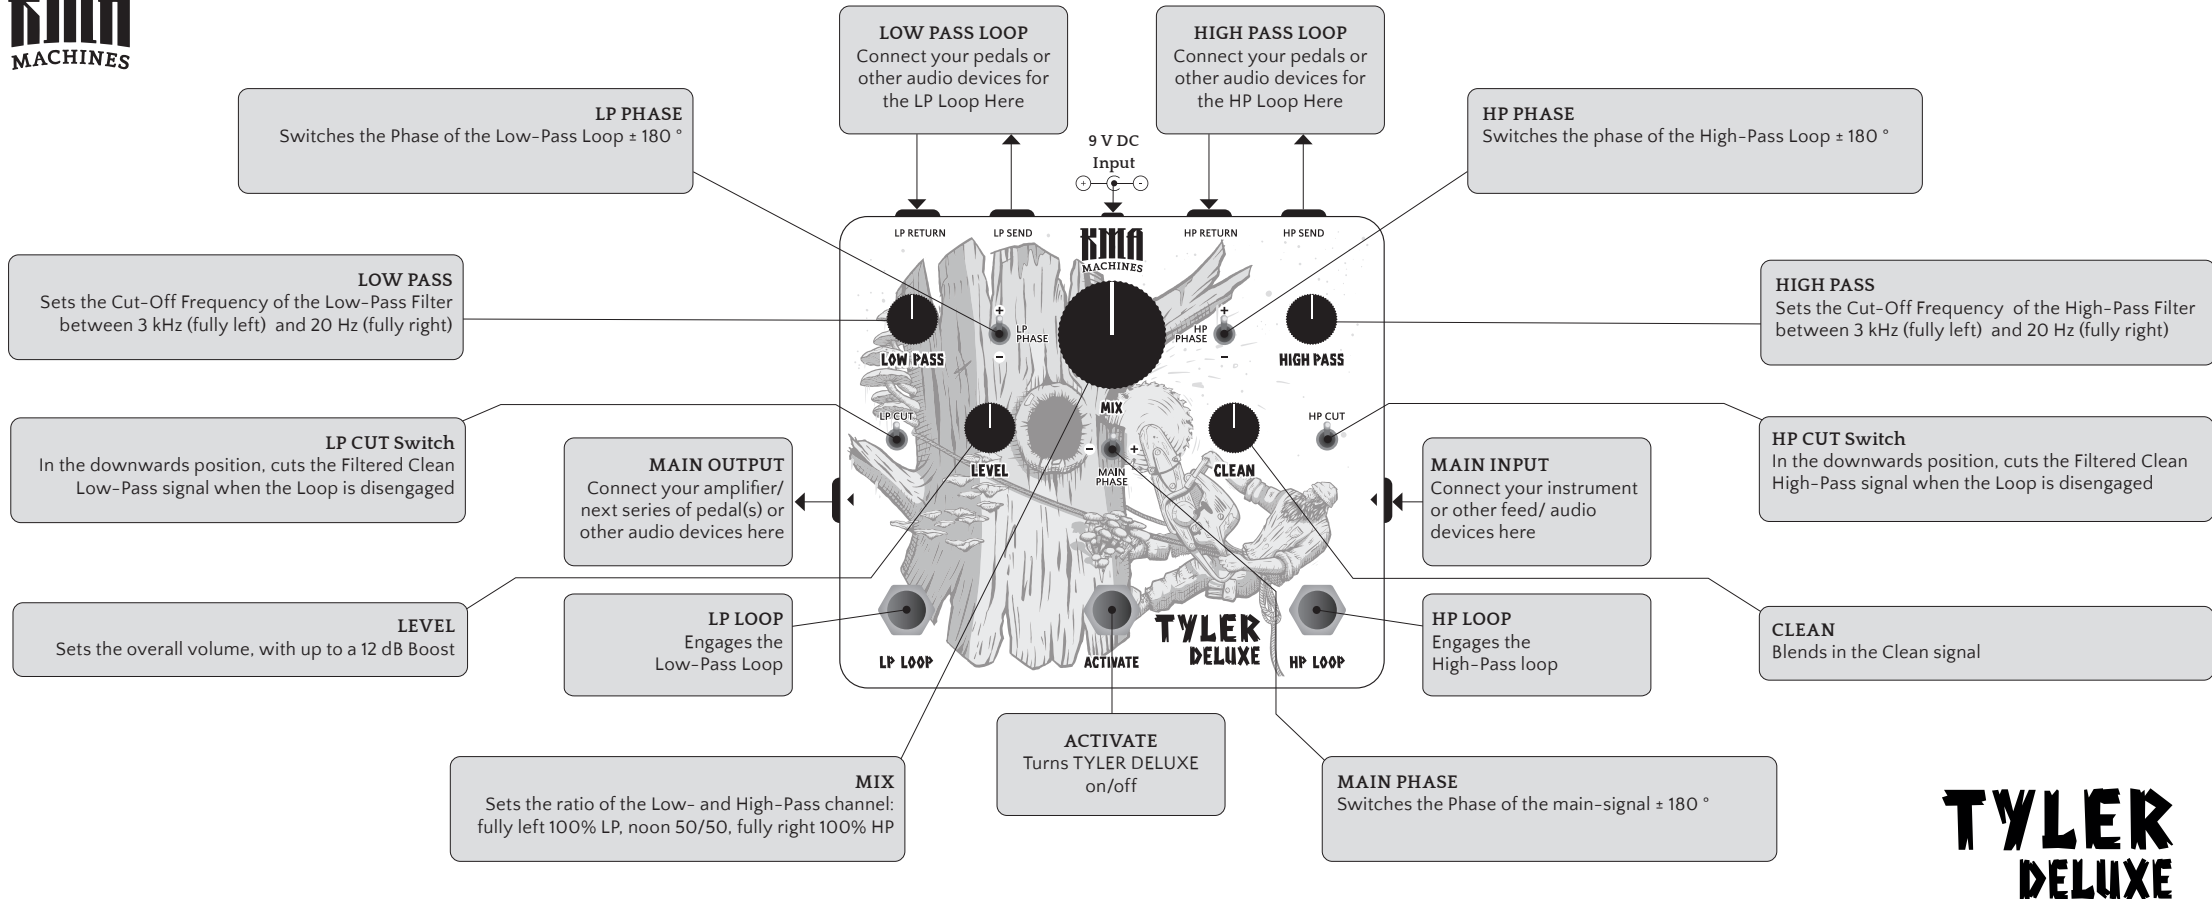 KMA
MACHINES
LOW PASS LOOP
Connect your pedals or
other audio devices for
the LP Loop Here
HIGH PASS LOOP
Connect your pedals or
other audio devices for
the HP Loop Here
LP PHASE
Switches the Phase of the Low-Pass Loop ± 180 °
9 V DC
Input
+ -
HP PHASE
Switches the phase of the High-Pass Loop ± 180 °
LP RETURN
LP SEND
KMA
MACHINES
HP RETURN
HP SEND
LOW PASS
Sets the Cut-Off Frequency of the Low-Pass Filter
between 3 kHz (fully left) and 20 Hz (fully right)
LOW PASS
+
LP
PHASE
-
+
HP
PHASE
-
HIGH PASS
HIGH PASS
Sets the Cut-Off Frequency of the High-Pass Filter
between 3 kHz (fully left) and 20 Hz (fully right)
LP CUT Switch
In the downwards position, cuts the Filtered Clean
Low-Pass signal when the Loop is disengaged
LP CUT
LEVEL
MIX
- +
MAIN
PHASE
CLEAN
HP CUT
HP CUT Switch
In the downwards position, cuts the Filtered Clean
High-Pass signal when the Loop is disengaged
MAIN OUTPUT
Connect your amplifier/
next series of pedal(s) or
other audio devices here
MAIN INPUT
Connect your instrument
or other feed/ audio
devices here
LEVEL
Sets the overall volume, with up to a 12 dB Boost
LP LOOP
Engages the
Low-Pass Loop
LP LOOP
ACTIVATE
TYLER
DELUXE
HP LOOP
HP LOOP
Engages the
High-Pass loop
CLEAN
Blends in the Clean signal
MIX
Sets the ratio of the Low- and High-Pass channel:
fully left 100% LP, noon 50/50, fully right 100% HP
ACTIVATE
Turns TYLER DELUXE
on/off
MAIN PHASE
Switches the Phase of the main-signal ± 180 °
TYLER
DELUXE